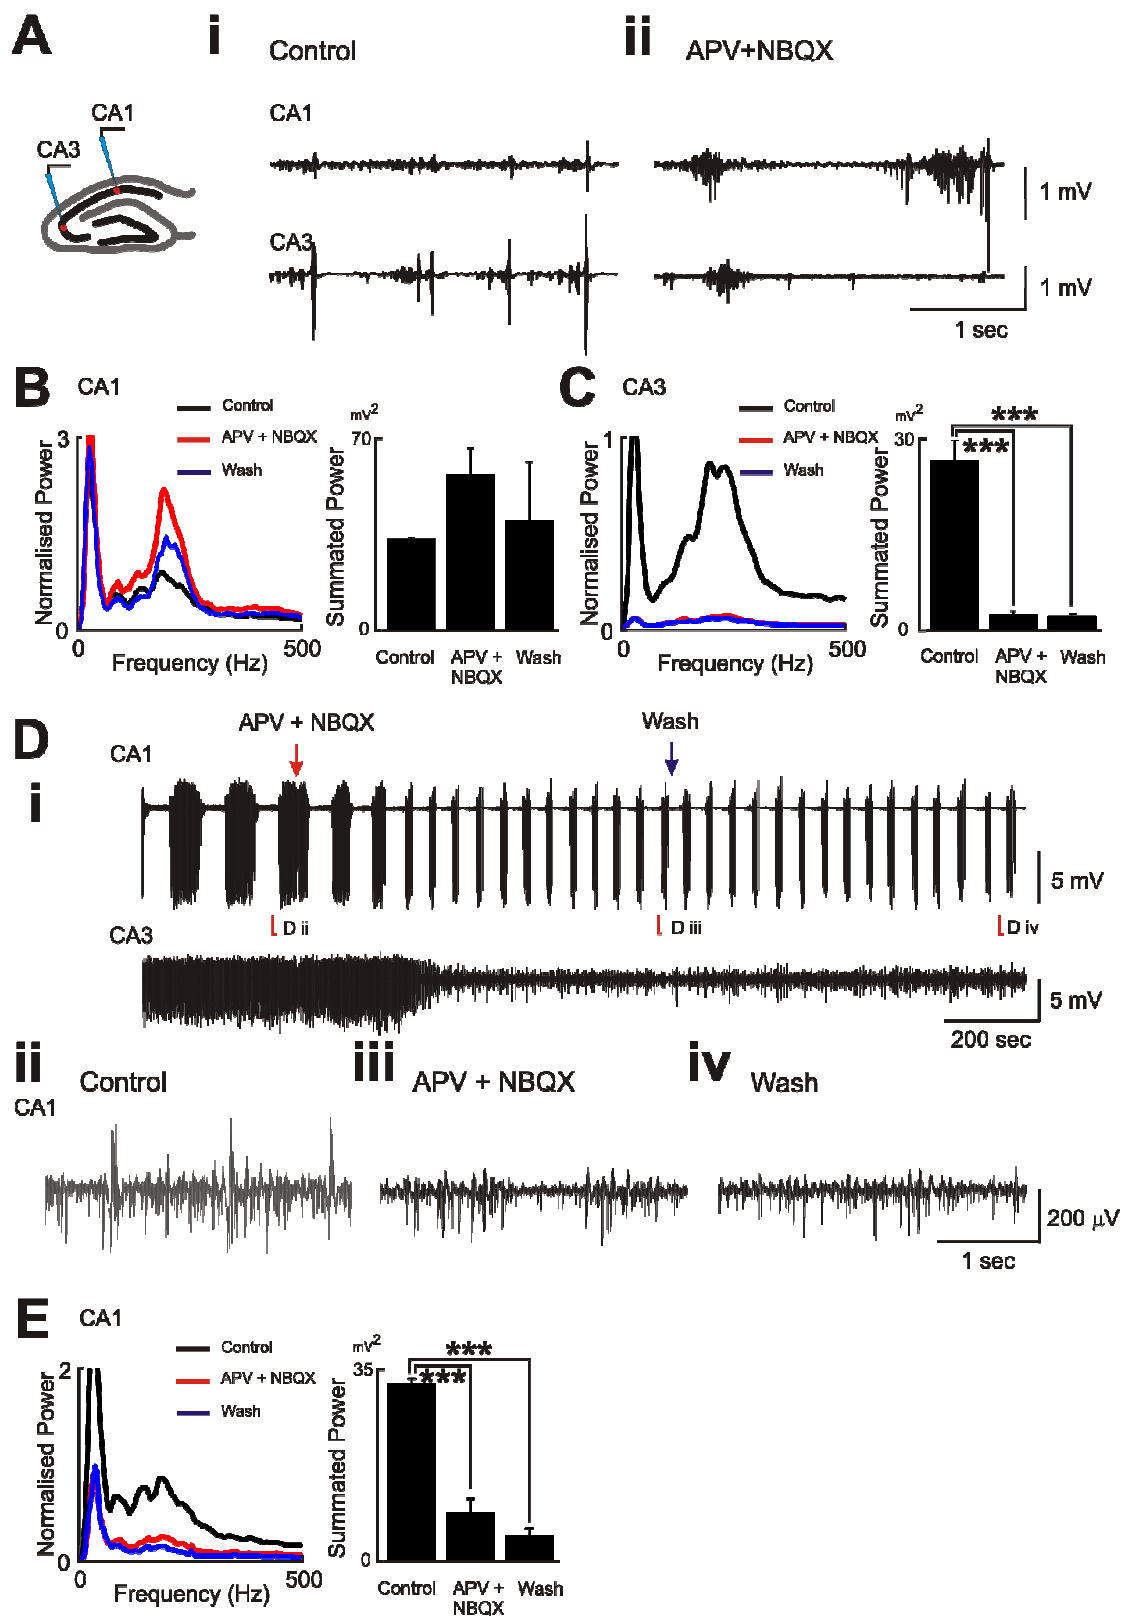 A
i
Control
ii
APV+NBQX
CA1
CA3
CA1
CA3
1 mV
1 mV
1 sec
B
CA1
Control
APV + NBQX
Wash
3
0
Normalised Power
0
500
Frequency (Hz)
mV2
70
0
Summated Power
Control
APV +
NBQX
Wash
C
CA3
Control
APV + NBQX
Wash
1
0
Normalised Power
0
500
Frequency (Hz)
mV2
30
0
Summated Power
***
***
Control
APV +
NBQX
Wash
D
APV + NBQX
Wash
CA1
i
5 mV
D ii
D iii
D iv
CA3
5 mV
200 sec
ii
Control
iii
APV + NBQX
iv
Wash
CA1
200 µV
1 sec
E
CA1
Control
APV + NBQX
Wash
2
0
Normalised Power
0
500
Frequency (Hz)
mV2
35
0
Summated Power
***
***
Control
APV +
NBQX
Wash